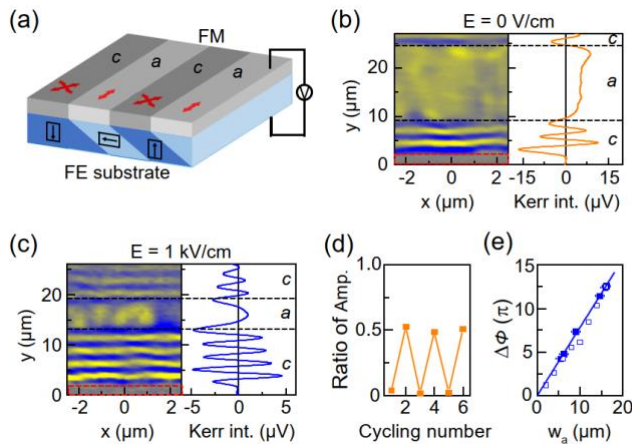 (a)
FM
c
a
c
a
V
FE substrate
(b)
E = 0 V/cm
y (μm)
20
10
0
c
a
c
-2
0
2
-15
0
15
x (μm)
Kerr int. (μV)
(c)
E = 1 kV/cm
y (μm)
20
10
0
c
a
c
-2
0
2
-5
0
5
x (μm)
Kerr int. (μV)
(d)
Ratio of Amp.
1.0
0.5
0.0
2
4
6
Cycling number
(e)
ΔΦ (π)
15
10
5
0
0
10
20
w_a (μm)